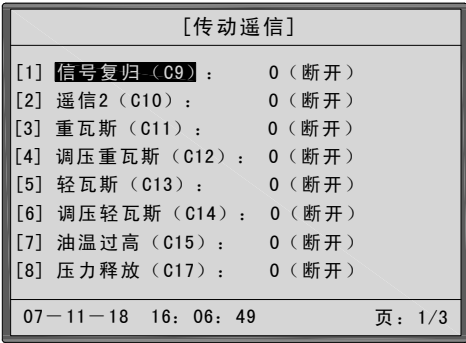 [传动遥信]
[1] 信号复归（C9）： 0（断开）
[2] 遥信2（C10）： 0（断开）
[3] 重瓦斯（C11）： 0（断开）
[4] 调压重瓦斯（C12）： 0（断开）
[5] 轻瓦斯（C13）： 0（断开）
[6] 调压轻瓦斯（C14）： 0（断开）
[7] 油温过高（C15）： 0（断开）
[8] 压力释放（C17）： 0（断开）
07－11－18 16：06：49 页：1/3